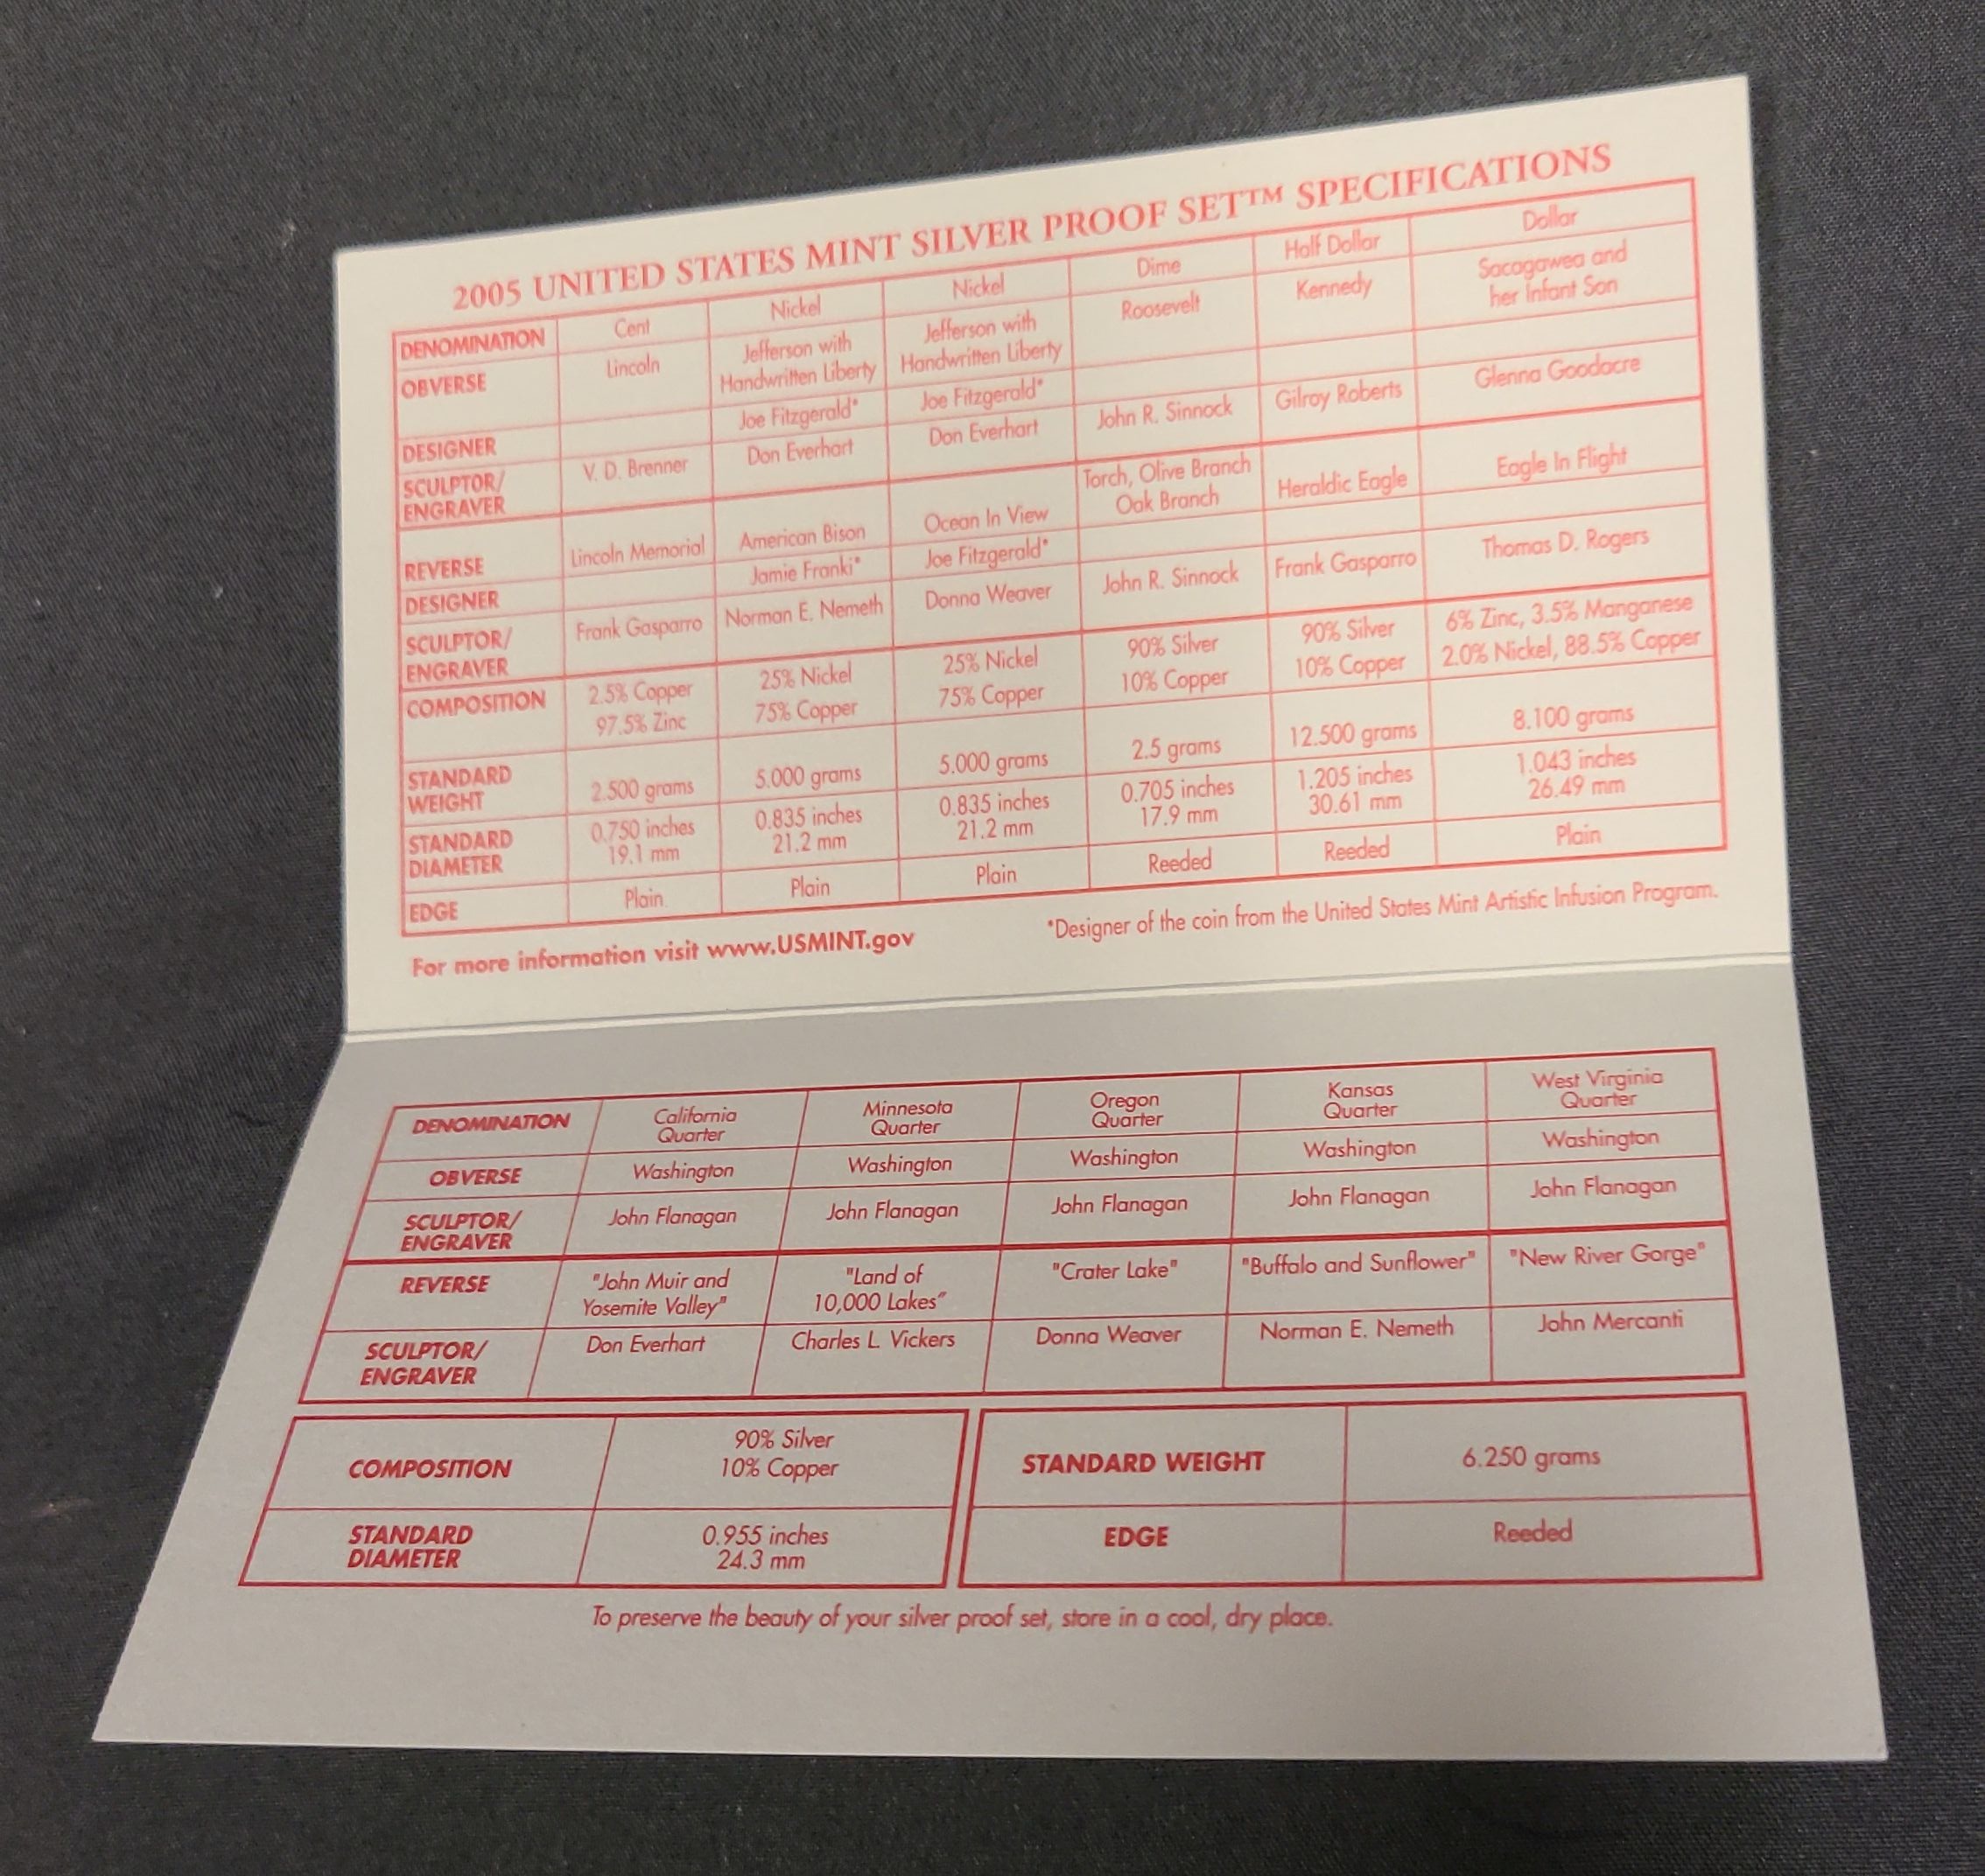 2005 UNITED STATES MINT SILVER PROOF SET™ SPECIFICATIONS
DENOMINATION Cent Nickel Nickel Dime Half Dollar Dollar
OBVERSE Lincoln Jefferson with Jefferson with Roosevelt Kennedy Sacagawea and
Handwritten Liberty Handwritten Liberty her Infant Son
DESIGNER Joe Fitzgerald* Joe Fitzgerald*
SCULPTOR/ V. D. Brenner Don Everhart Don Everhart John R. Sinnock Gilroy Roberts Glenna Goodacre
ENGRAVER
REVERSE Lincoln Memorial American Bison Ocean In View Torch, Olive Branch Heraldic Eagle Eagle In Flight
Oak Branch
DESIGNER Jamie Franki* Joe Fitzgerald*
SCULPTOR/ Frank Gasparro Norman E. Nemeth Donna Weaver John R. Sinnock Frank Gasparro Thomas D. Rogers
ENGRAVER
COMPOSITION 2.5% Copper 25% Nickel 25% Nickel 90% Silver 90% Silver 6% Zinc, 3.5% Manganese
97.5% Zinc 75% Copper 75% Copper 10% Copper 10% Copper 2.0% Nickel, 88.5% Copper
STANDARD
WEIGHT 2.500 grams 5.000 grams 5.000 grams 2.5 grams 12.500 grams 8.100 grams
STANDARD 0.750 inches 0.835 inches 0.835 inches 0.705 inches 1.205 inches 1.043 inches
DIAMETER 19.1 mm 21.2 mm 21.2 mm 17.9 mm 30.61 mm 26.49 mm
EDGE Plain Plain Plain Reeded Reeded Plain
For more information visit www.USMINT.gov *Designer of the coin from the United States Mint Artistic Infusion Program.
DENOMINATION California Minnesota Oregon Kansas West Virginia
Quarter Quarter Quarter Quarter Quarter
OBVERSE Washington Washington Washington Washington Washington
SCULPTOR/ John Flanagan John Flanagan John Flanagan John Flanagan John Flanagan
ENGRAVER
REVERSE "John Muir and "Land of "Crater Lake" "Buffalo and Sunflower" "New River Gorge"
Yosemite Valley" 10,000 Lakes"
SCULPTOR/ Don Everhart Charles L. Vickers Donna Weaver Norman E. Nemeth John Mercanti
ENGRAVER
COMPOSITION 90% Silver STANDARD WEIGHT 6.250 grams
10% Copper
STANDARD 0.955 inches EDGE Reeded
DIAMETER 24.3 mm
To preserve the beauty of your silver proof set, store in a cool, dry place.